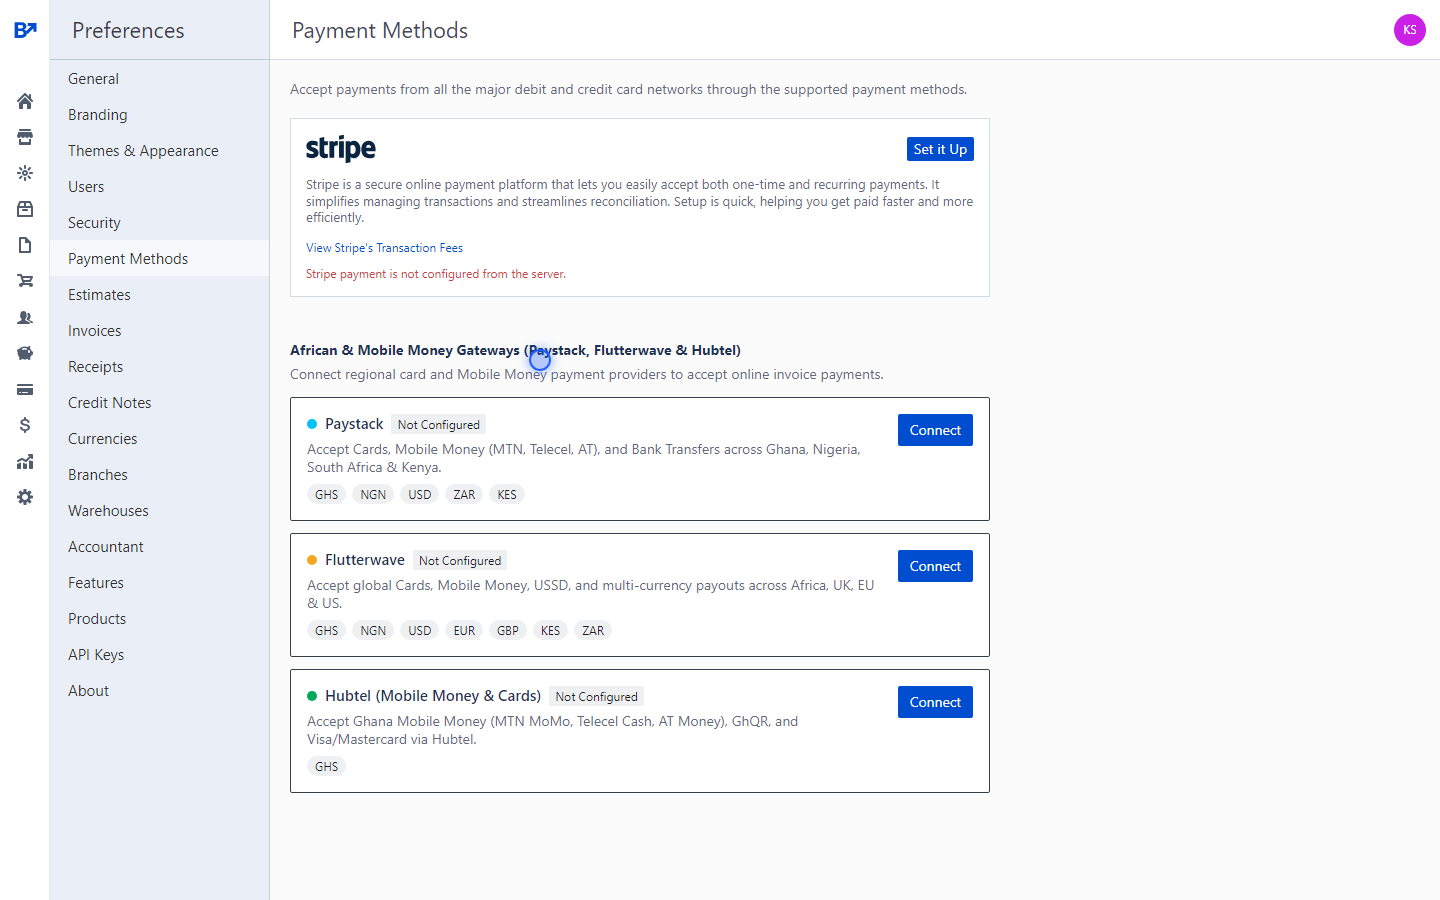 B
Preferences
Payment Methods
KS
General
Branding
Themes & Appearance
Users
Security
Payment Methods
Estimates
Invoices
Receipts
Credit Notes
Currencies
Branches
Warehouses
Accountant
Features
Products
API Keys
About
Accept payments from all the major debit and credit card networks through the supported payment methods.
stripe
Set it Up
Stripe is a secure online payment platform that lets you easily accept both one-time and recurring payments. It
simplifies managing transactions and streamlines reconciliation. Setup is quick, helping you get paid faster and more
efficiently.
View Stripe's Transaction Fees
Stripe payment is not configured from the server.
African & Mobile Money Gateways (Paystack, Flutterwave & Hubtel)
Connect regional card and Mobile Money payment providers to accept online invoice payments.
Paystack Not Configured
Connect
Accept Cards, Mobile Money (MTN, Telecel, AT), and Bank Transfers across Ghana, Nigeria,
South Africa & Kenya.
GHS NGN USD ZAR KES
Flutterwave Not Configured
Connect
Accept global Cards, Mobile Money, USSD, and multi-currency payouts across Africa, UK, EU
& US.
GHS NGN USD EUR GBP KES ZAR
Hubtel (Mobile Money & Cards) Not Configured
Connect
Accept Ghana Mobile Money (MTN MoMo, Telecel Cash, AT Money), GhQR, and
Visa/Mastercard via Hubtel.
GHS